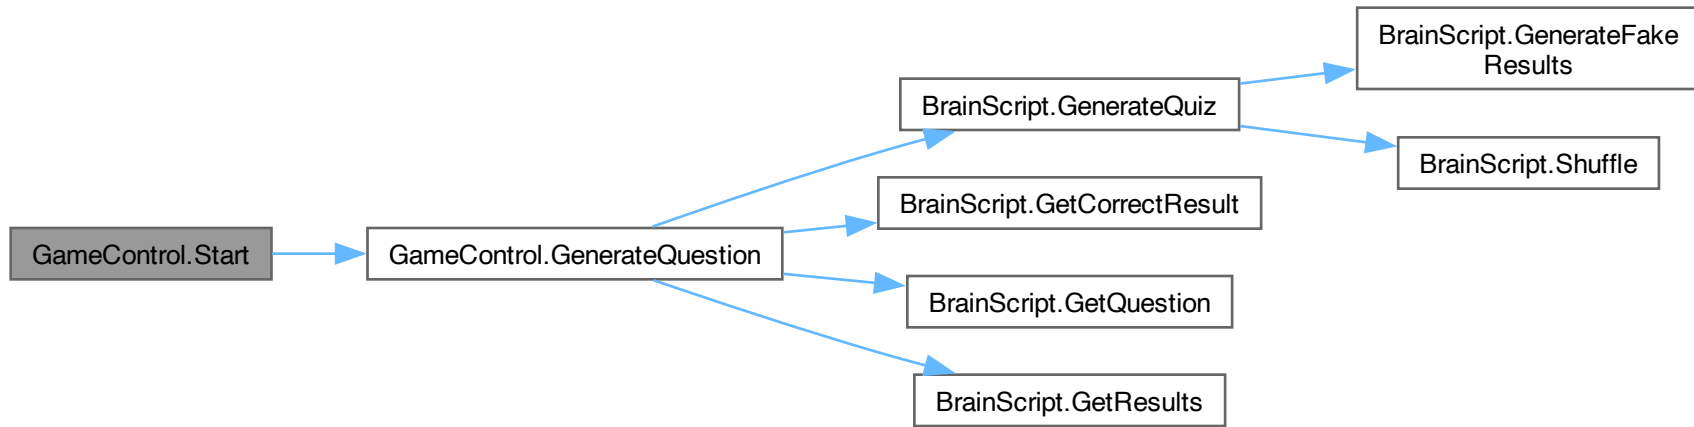 BrainScript.GenerateFake
Results
BrainScript.GenerateQuiz
BrainScript.Shuffle
BrainScript.GetCorrectResult
GameControl.Start
GameControl.GenerateQuestion
BrainScript.GetQuestion
BrainScript.GetResults